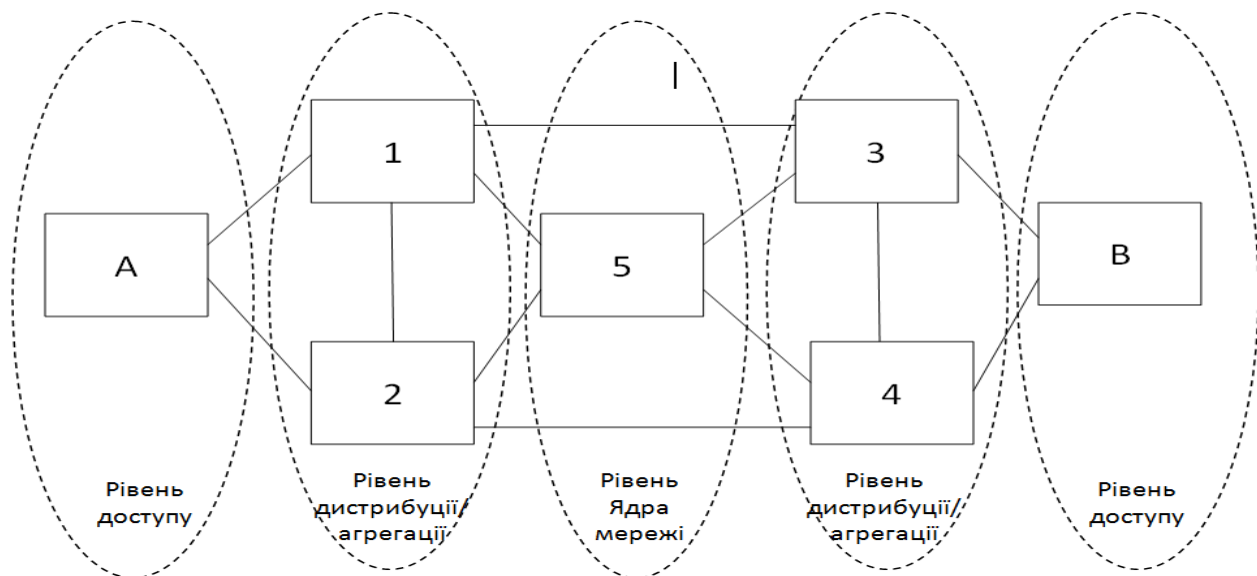 1
3
A
5
B
2
4
Рівень
доступу
Рівень
дистрибуції/
агрегації
Рівень
Ядра
мережі
Рівень
дистрибуції/
агрегації
Рівень
доступу